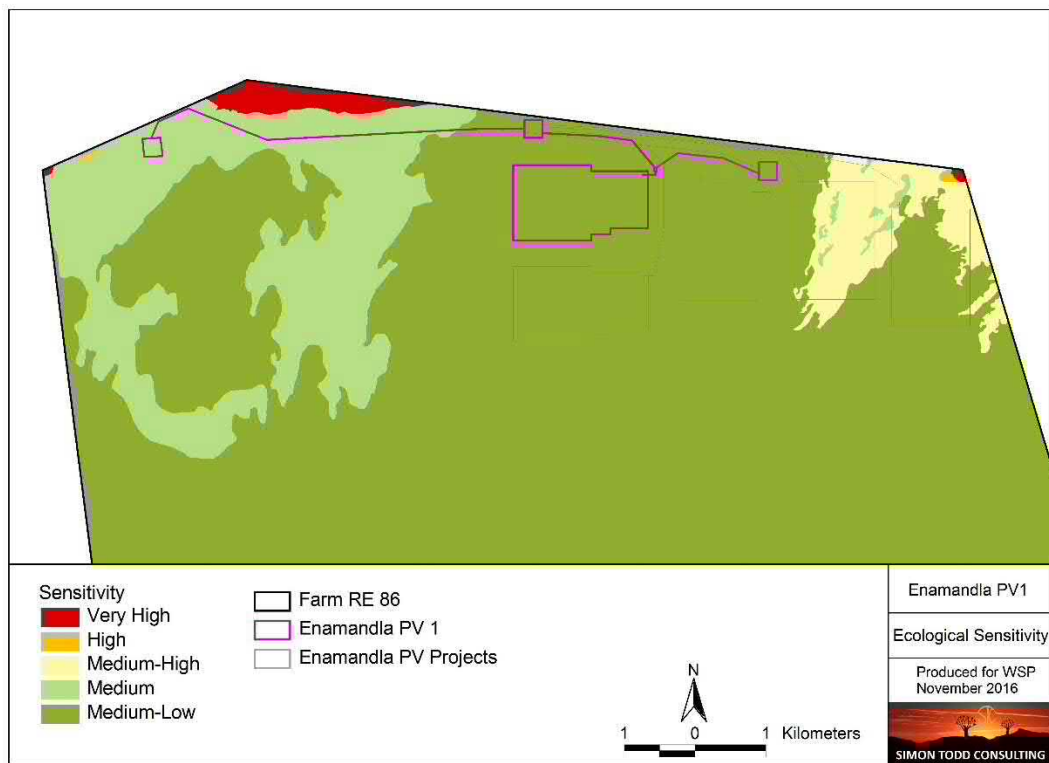 Sensitivity
Very High
High
Medium-High
Medium
Medium-Low
Farm RE 86
Enamandla PV 1
Enamandla PV Projects
N
1 0 1 Kilometers
Enamandla PV1
Ecological Sensitivity
Produced for WSP
November 2016
SIMON TODD CONSULTING